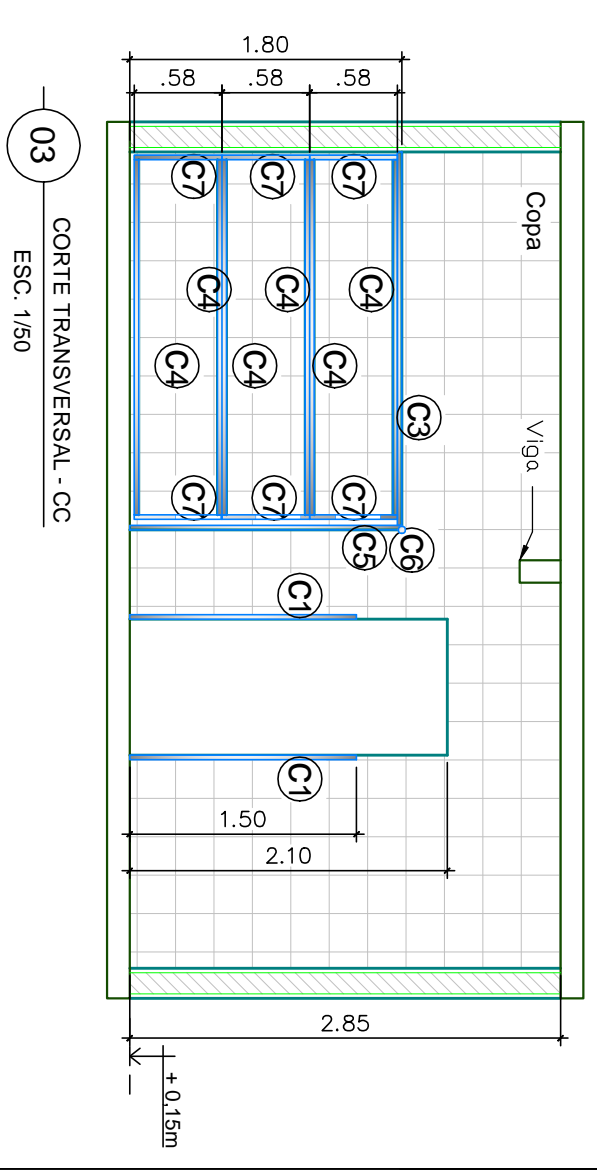 1.80
.58
.58
.58
Copa
Viga
C7
C7
C7
C4
C4
C4
C4
C4
C4
C3
C7
C7
C7
C5
C6
C1
C1
1.50
2.10
2.85
+ 0,15m
03
CORTE TRANSVERSAL - CC
ESC. 1/50